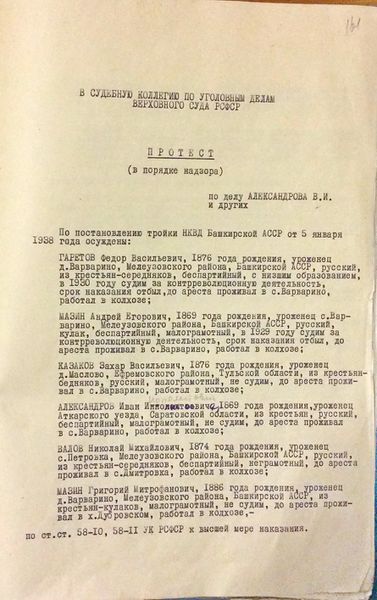 161
В СУДЕБНУЮ КОЛЛЕГИЮ ПО УГОЛОВНЫМ ДЕЛАМ
ВЕРХОВНОГО СУДА РСФСР
ПРОТЕСТ
(в порядке надзора)
по делу АЛЕКСАНДРОВА В.И.
и других
По постановлению тройки НКВД Башкирской АССР от 5 января
1938 года осуждены:
ГАРЕТОВ Федор Васильевич, 1876 года рождения, уроженец
д.Варварино, Мелеузовского района, Башкирской АССР, русский,
из крестьян-середняков, беспартийный, с низшим образованием,
в 1930 году судим за контрреволюционную деятельность,
срок наказания отбыл, до ареста проживал в с.Варварино,
работал в колхозе;
МАЗИН Андрей Егорович, 1869 года рождения, уроженец с.Вар-
варино, Мелеузовского района, Башкирской АССР, русский,
кулак, беспартийный, малограмотный, в 1929 году судим за
контрреволюционную деятельность, срок наказания отбыл, до
ареста проживал в с.Варварино, работал в колхозе;
КАЗАКОВ Захар Васильевич, 1876 года рождения, уроженец
д.Маслово, Ефремовского района, Тульской области, из крестьян-
бедняков, русский, малограмотный, не судим, до ареста прожи-
вал в с.Варварино, работал в колхозе;
АЛЕКСАНДРОВ Иван 1869 года рождения,уроженец
Аткарского уезда, Саратовской области, из крестьян русский,
беспартийный, малограмотный, не судим, до ареста проживал
в с.Варварино, работал в колхозе;
ВАЛОВ Николай Михайлович, 1874 года рождения, уроженец
с.Петровка, Мелеузовского района, Башкирской АССР, русский,
из крестьян-середняков, беспартийный, неграмотный, до ареста
проживал в с.Дмитровка, работал в колхозе;
МАЗИН Григорий Митрофанович, 1886 года рождения, уроженец
д.Варварино, Мелеузовского района, Башкирской АССР, из
крестьян-кулаков, малограмотный, не судим, до ареста прожи-
вал в х.Дубровском, работал в колхозе,-
по ст.ст. 58-10, 58-11 УК РСФСР к высшей мере наказания.